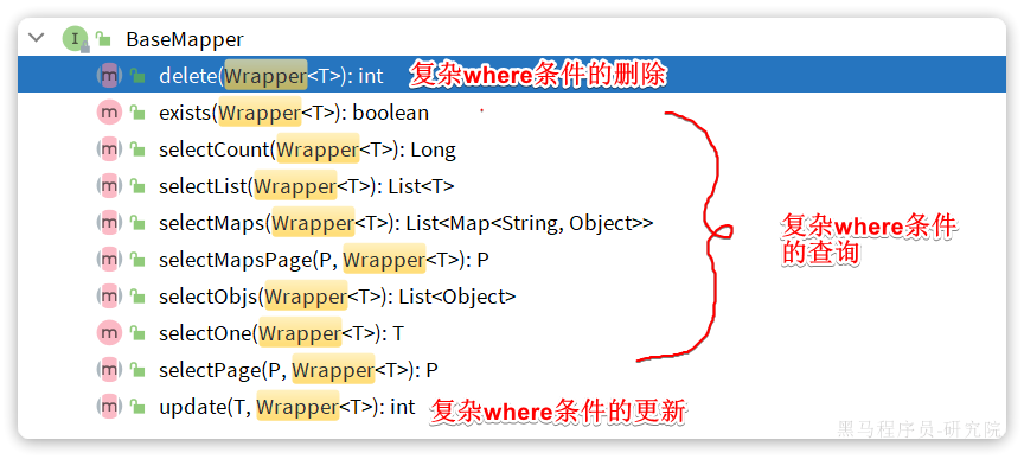 BaseMapper
delete(Wrapper<T>): int 复杂where条件的删除
exists(Wrapper<T>): boolean
selectCount(Wrapper<T>): Long
selectList(Wrapper<T>): List<T>
selectMaps(Wrapper<T>): List<Map<String, Object>>
selectMapsPage(P, Wrapper<T>): P
selectObjs(Wrapper<T>): List<Object>
selectOne(Wrapper<T>): T
selectPage(P, Wrapper<T>): P
复杂where条件
的查询
update(T, Wrapper<T>): int 复杂where条件的更新
黑马程序员-研究院